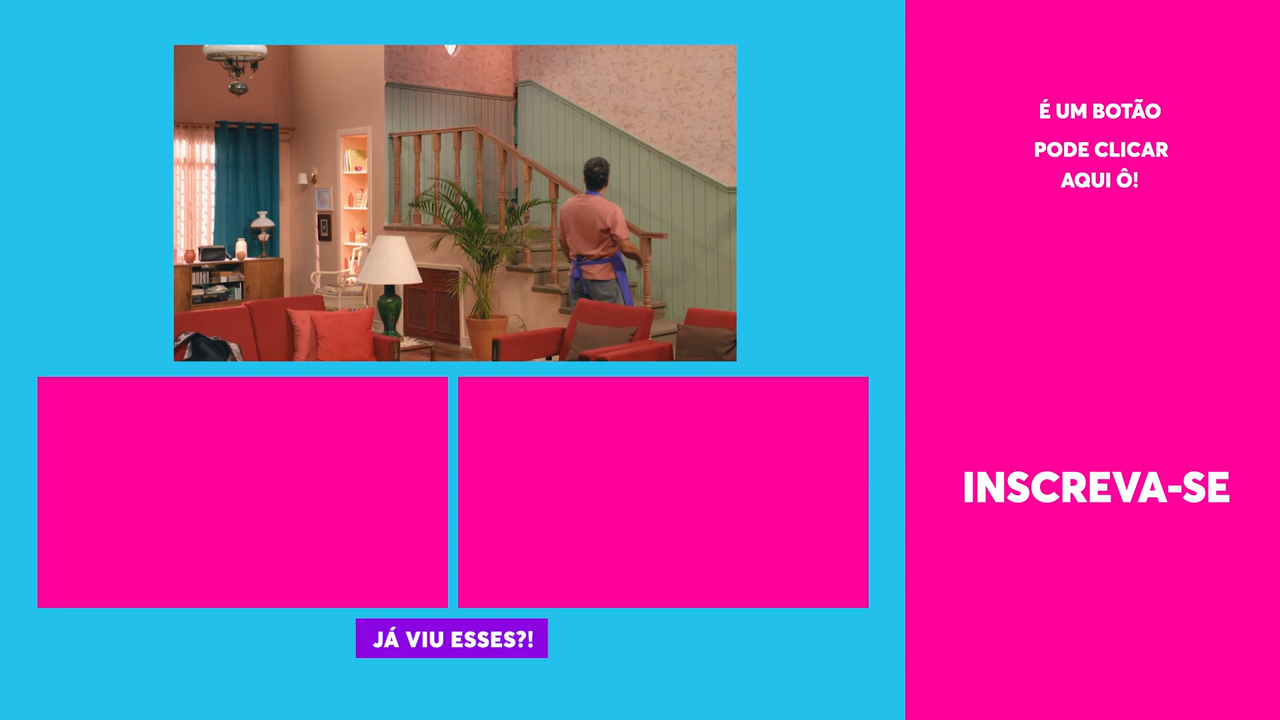 É UM BOTÃO
PODE CLICAR
AQUI Ô!
INSCREVA-SE
JÁ VIU ESSES?!